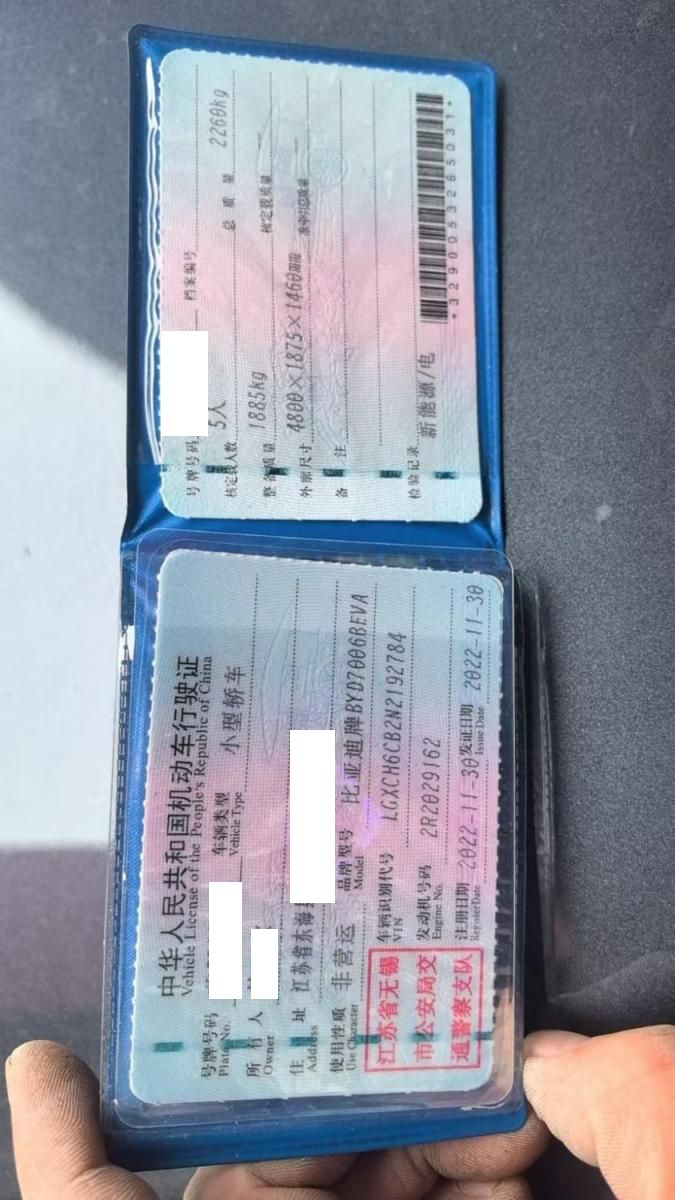 中华人民共和国机动车行驶证
Vehicle License of the People's Republic of China
号牌号码 车辆类型 小型轿车
Plate No. Vehicle Type
所有人
Owner
住址 江苏省东海
Address
使用性质 非营运 品牌型号 比亚迪牌BYD7006BEVA
Use Character Model
车辆识别代号 LGXCH6CB2N2192784
VIN
发动机号码 2R2029162
Engine No.
注册日期 2022-11-30 发证日期 2022-11-30
Register Date Issue Date
江苏省无锡
市公安局交
通警察支队
号牌号码 档案编号
核定载人数 5人 总质量 2260kg
整备质量 1885kg 核定载质量
外廓尺寸 4800×1875×1460mm 准牵引总质量
备注
检验记录
新能源/电
*3290053265031*